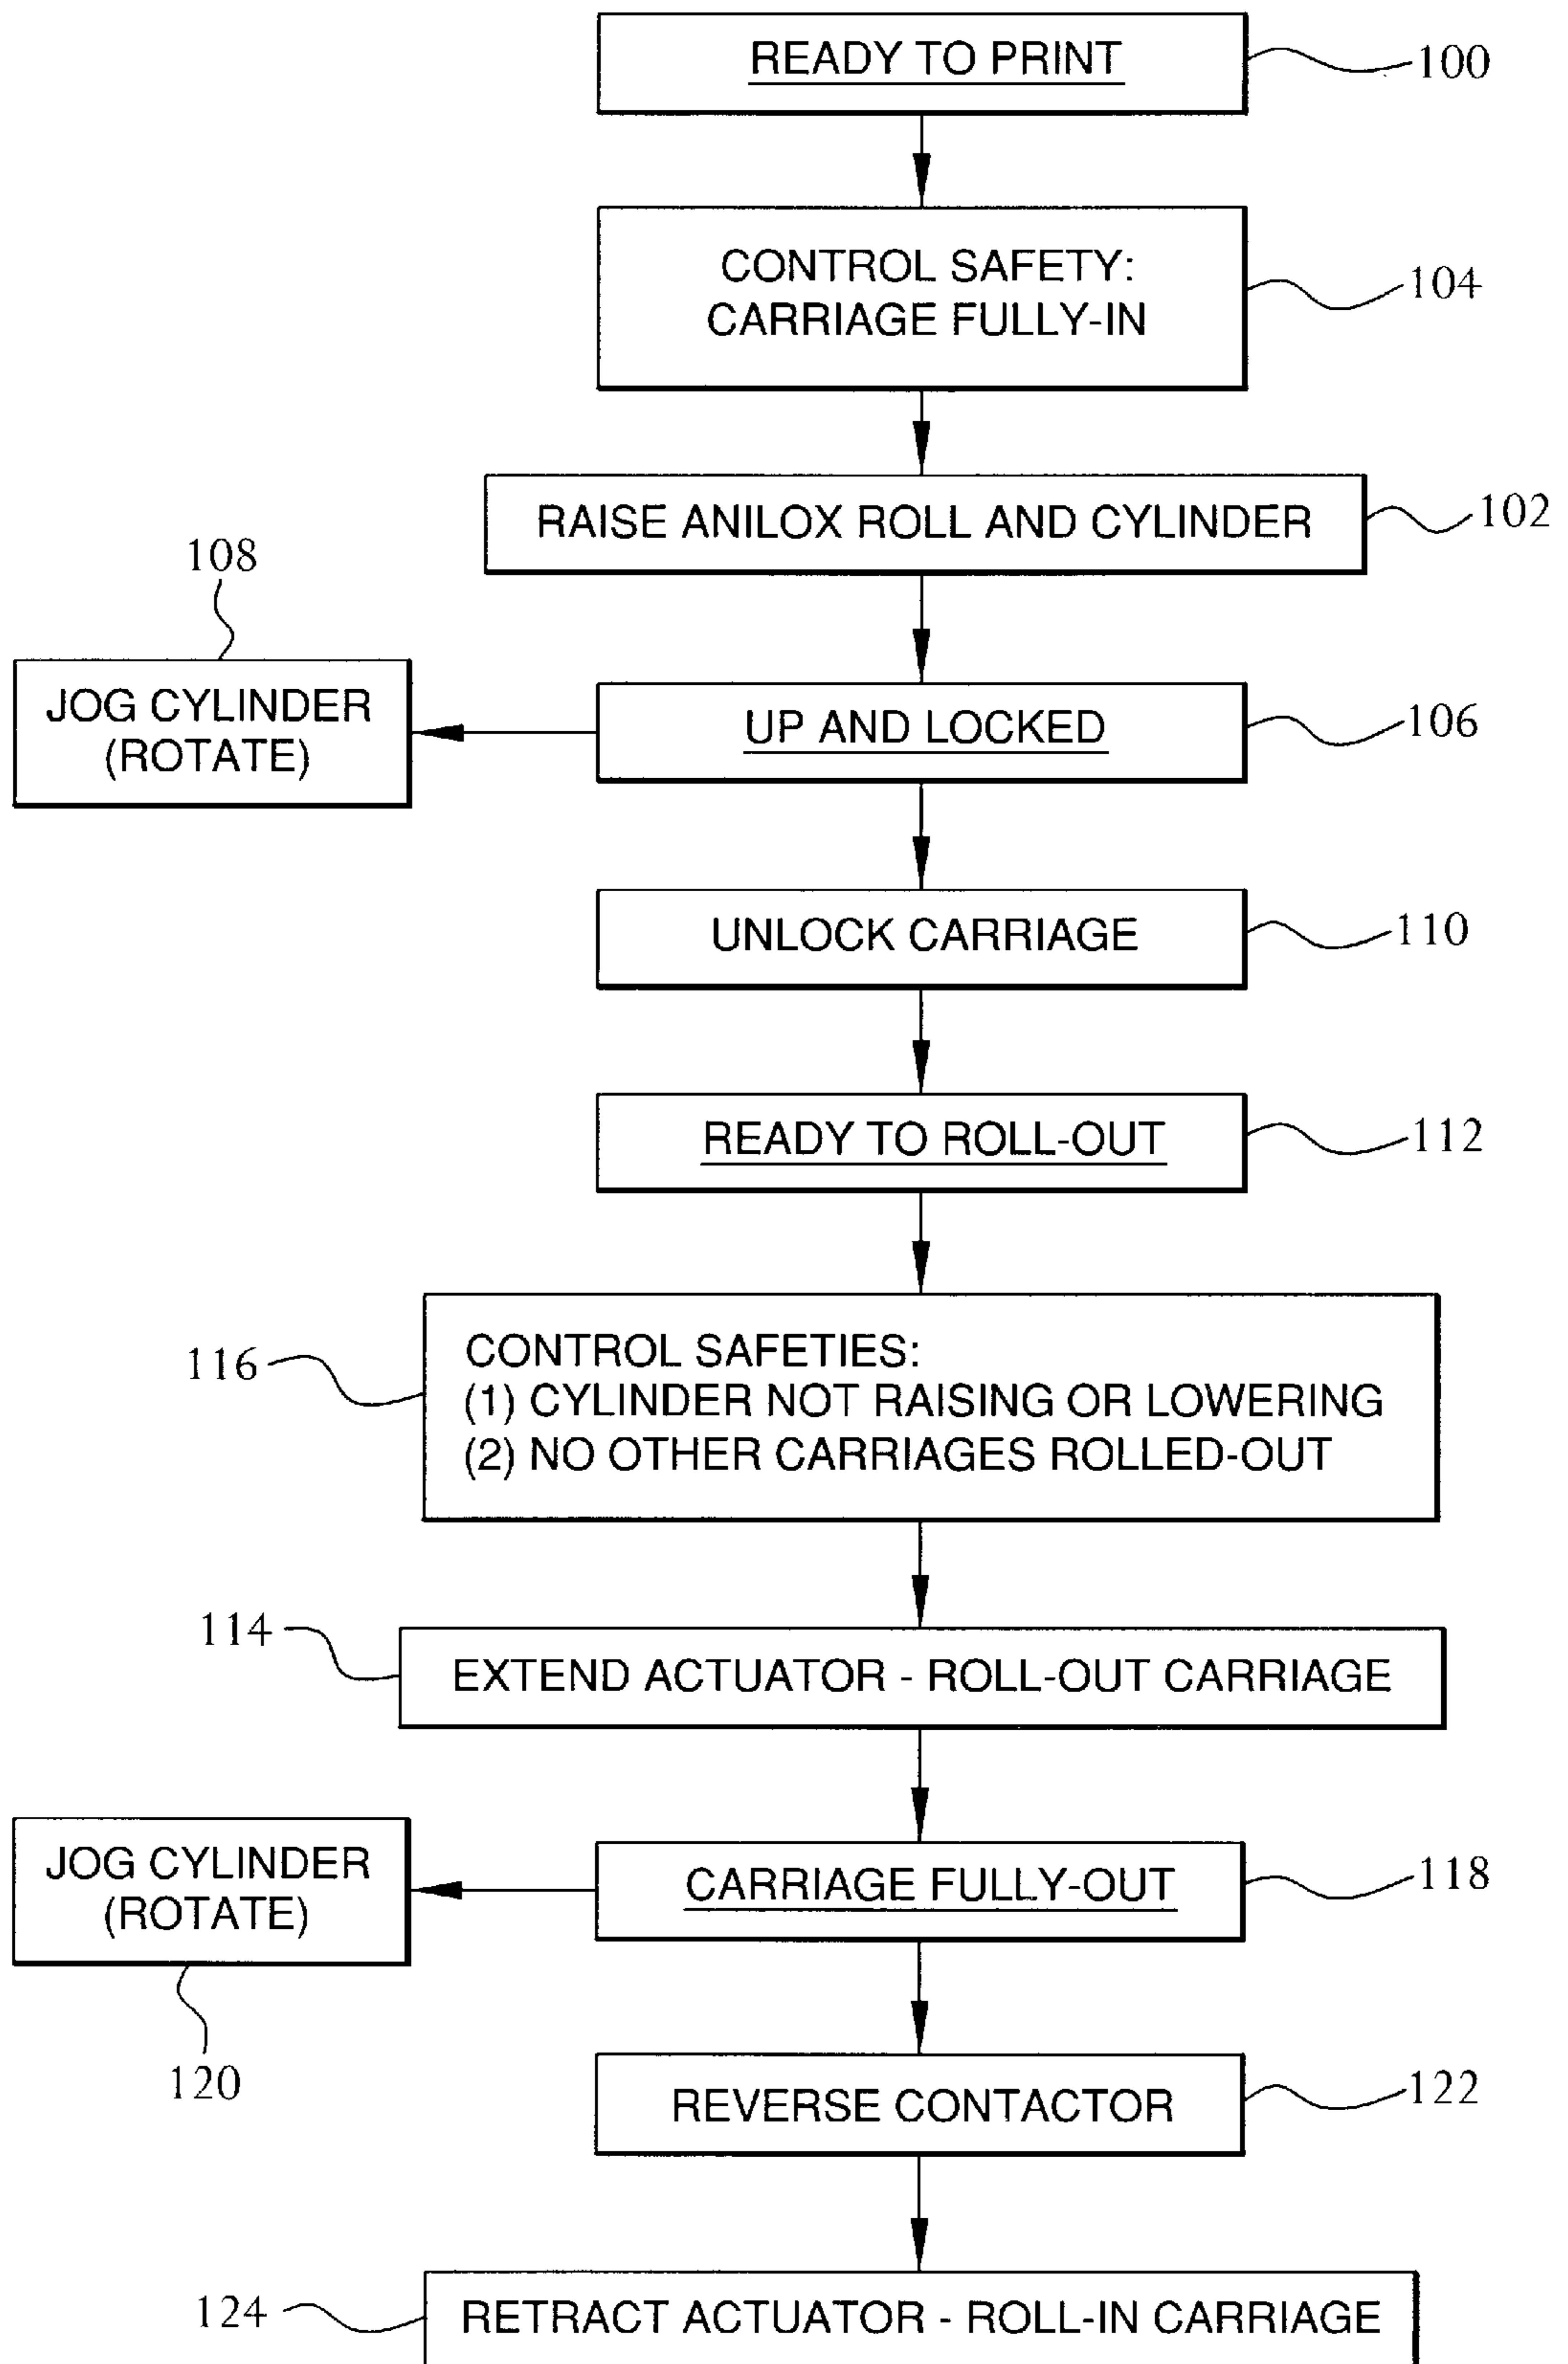 READY TO PRINT
100
CONTROL SAFETY:
CARRIAGE FULLY-IN
104
RAISE ANILOX ROLL AND CYLINDER
102
108
JOG CYLINDER
(ROTATE)
UP AND LOCKED
106
UNLOCK CARRIAGE
110
READY TO ROLL-OUT
112
116
CONTROL SAFETIES:
(1) CYLINDER NOT RAISING OR LOWERING
(2) NO OTHER CARRIAGES ROLLED-OUT
114
EXTEND ACTUATOR - ROLL-OUT CARRIAGE
JOG CYLINDER
(ROTATE)
120
CARRIAGE FULLY-OUT
118
REVERSE CONTACTOR
122
124
RETRACT ACTUATOR - ROLL-IN CARRIAGE